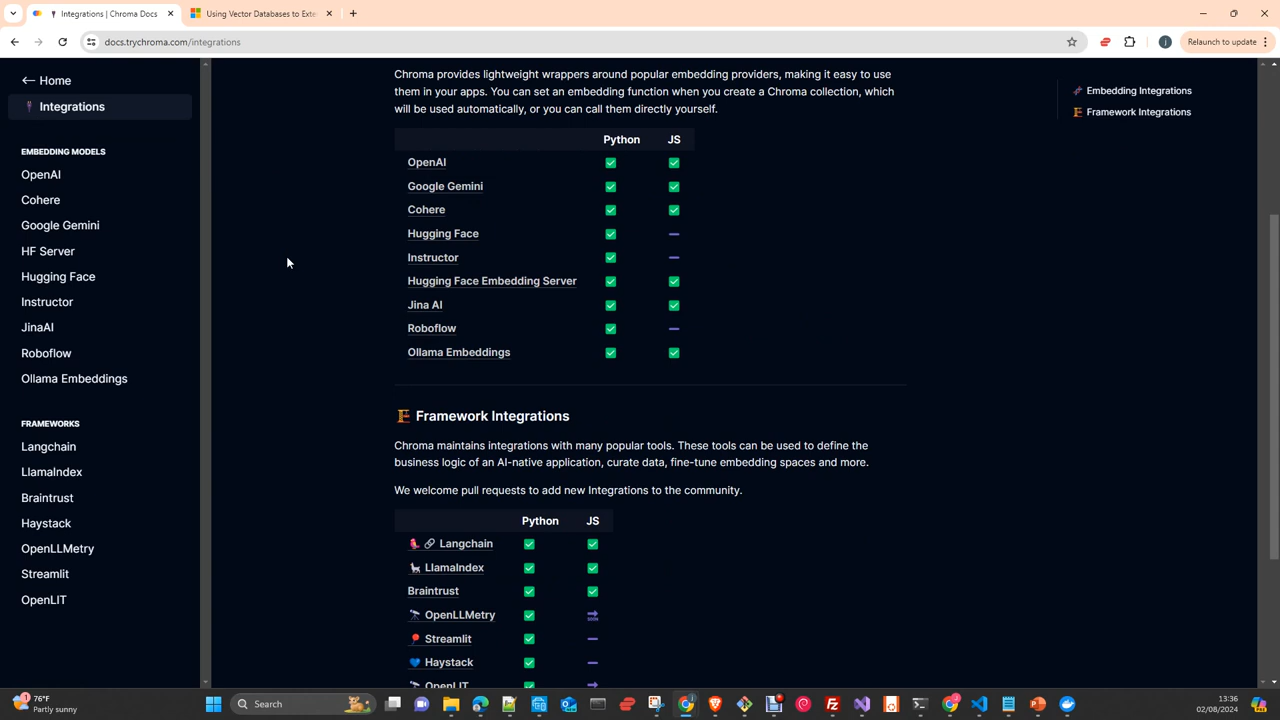 Integrations | Chroma Docs
Using Vector Databases to Exte
docs.trychroma.com/integrations
Relaunch to update
Home
Integrations
EMBEDDING MODELS
OpenAI
Cohere
Google Gemini
HF Server
Hugging Face
Instructor
JinaAI
Roboflow
Ollama Embeddings
FRAMEWORKS
Langchain
LlamaIndex
Braintrust
Haystack
OpenLLMetry
Streamlit
OpenLIT
Chroma provides lightweight wrappers around popular embedding providers, making it easy to use
them in your apps. You can set an embedding function when you create a Chroma collection, which
will be used automatically, or you can call them directly yourself.
Python JS
OpenAI
Google Gemini
Cohere
Hugging Face
Instructor
Hugging Face Embedding Server
Jina AI
Roboflow
Ollama Embeddings
Framework Integrations
Chroma maintains integrations with many popular tools. These tools can be used to define the
business logic of an AI-native application, curate data, fine-tune embedding spaces and more.
We welcome pull requests to add new Integrations to the community.
Python JS
Langchain
LlamaIndex
Braintrust
OpenLLMetry
Streamlit
Haystack
OpenLIT
Embedding Integrations
Framework Integrations
76°F
Partly sunny
Search
13:36
02/08/2024